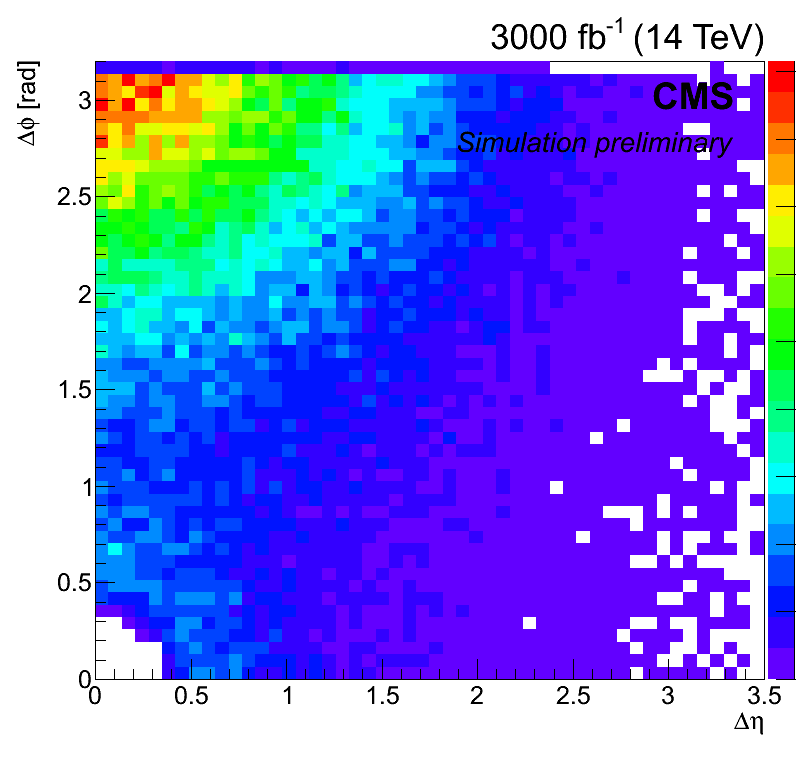 3000 fb⁻¹ (14 TeV)
CMS
Simulation preliminary
Δϕ [rad]
3
2.5
2
1.5
1
0.5
0
0 0.5 1 1.5 2 2.5 3 3.5
Δη